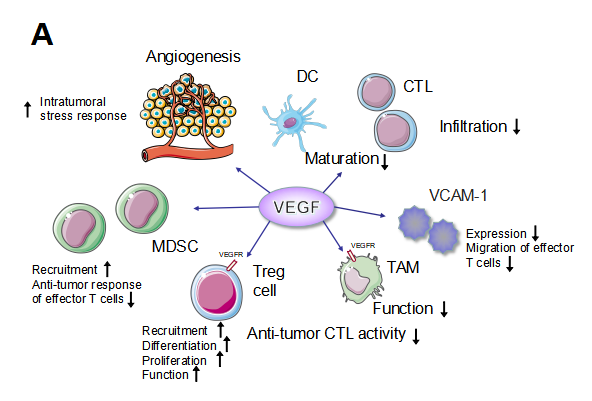 A
Angiogenesis
↑ Intratumoral
stress response
DC
Maturation ↓
CTL
Infiltration ↓
VEGF
VCAM-1
Expression ↓
Migration of effector
T cells ↓
MDSC
Recruitment ↑
Anti-tumor response
of effector T cells ↓
VEGFR
Treg
cell
Recruitment ↑
Differentiation ↑
Proliferation ↑
Function ↑
VEGFR
TAM
Function ↓
Anti-tumor CTL activity ↓